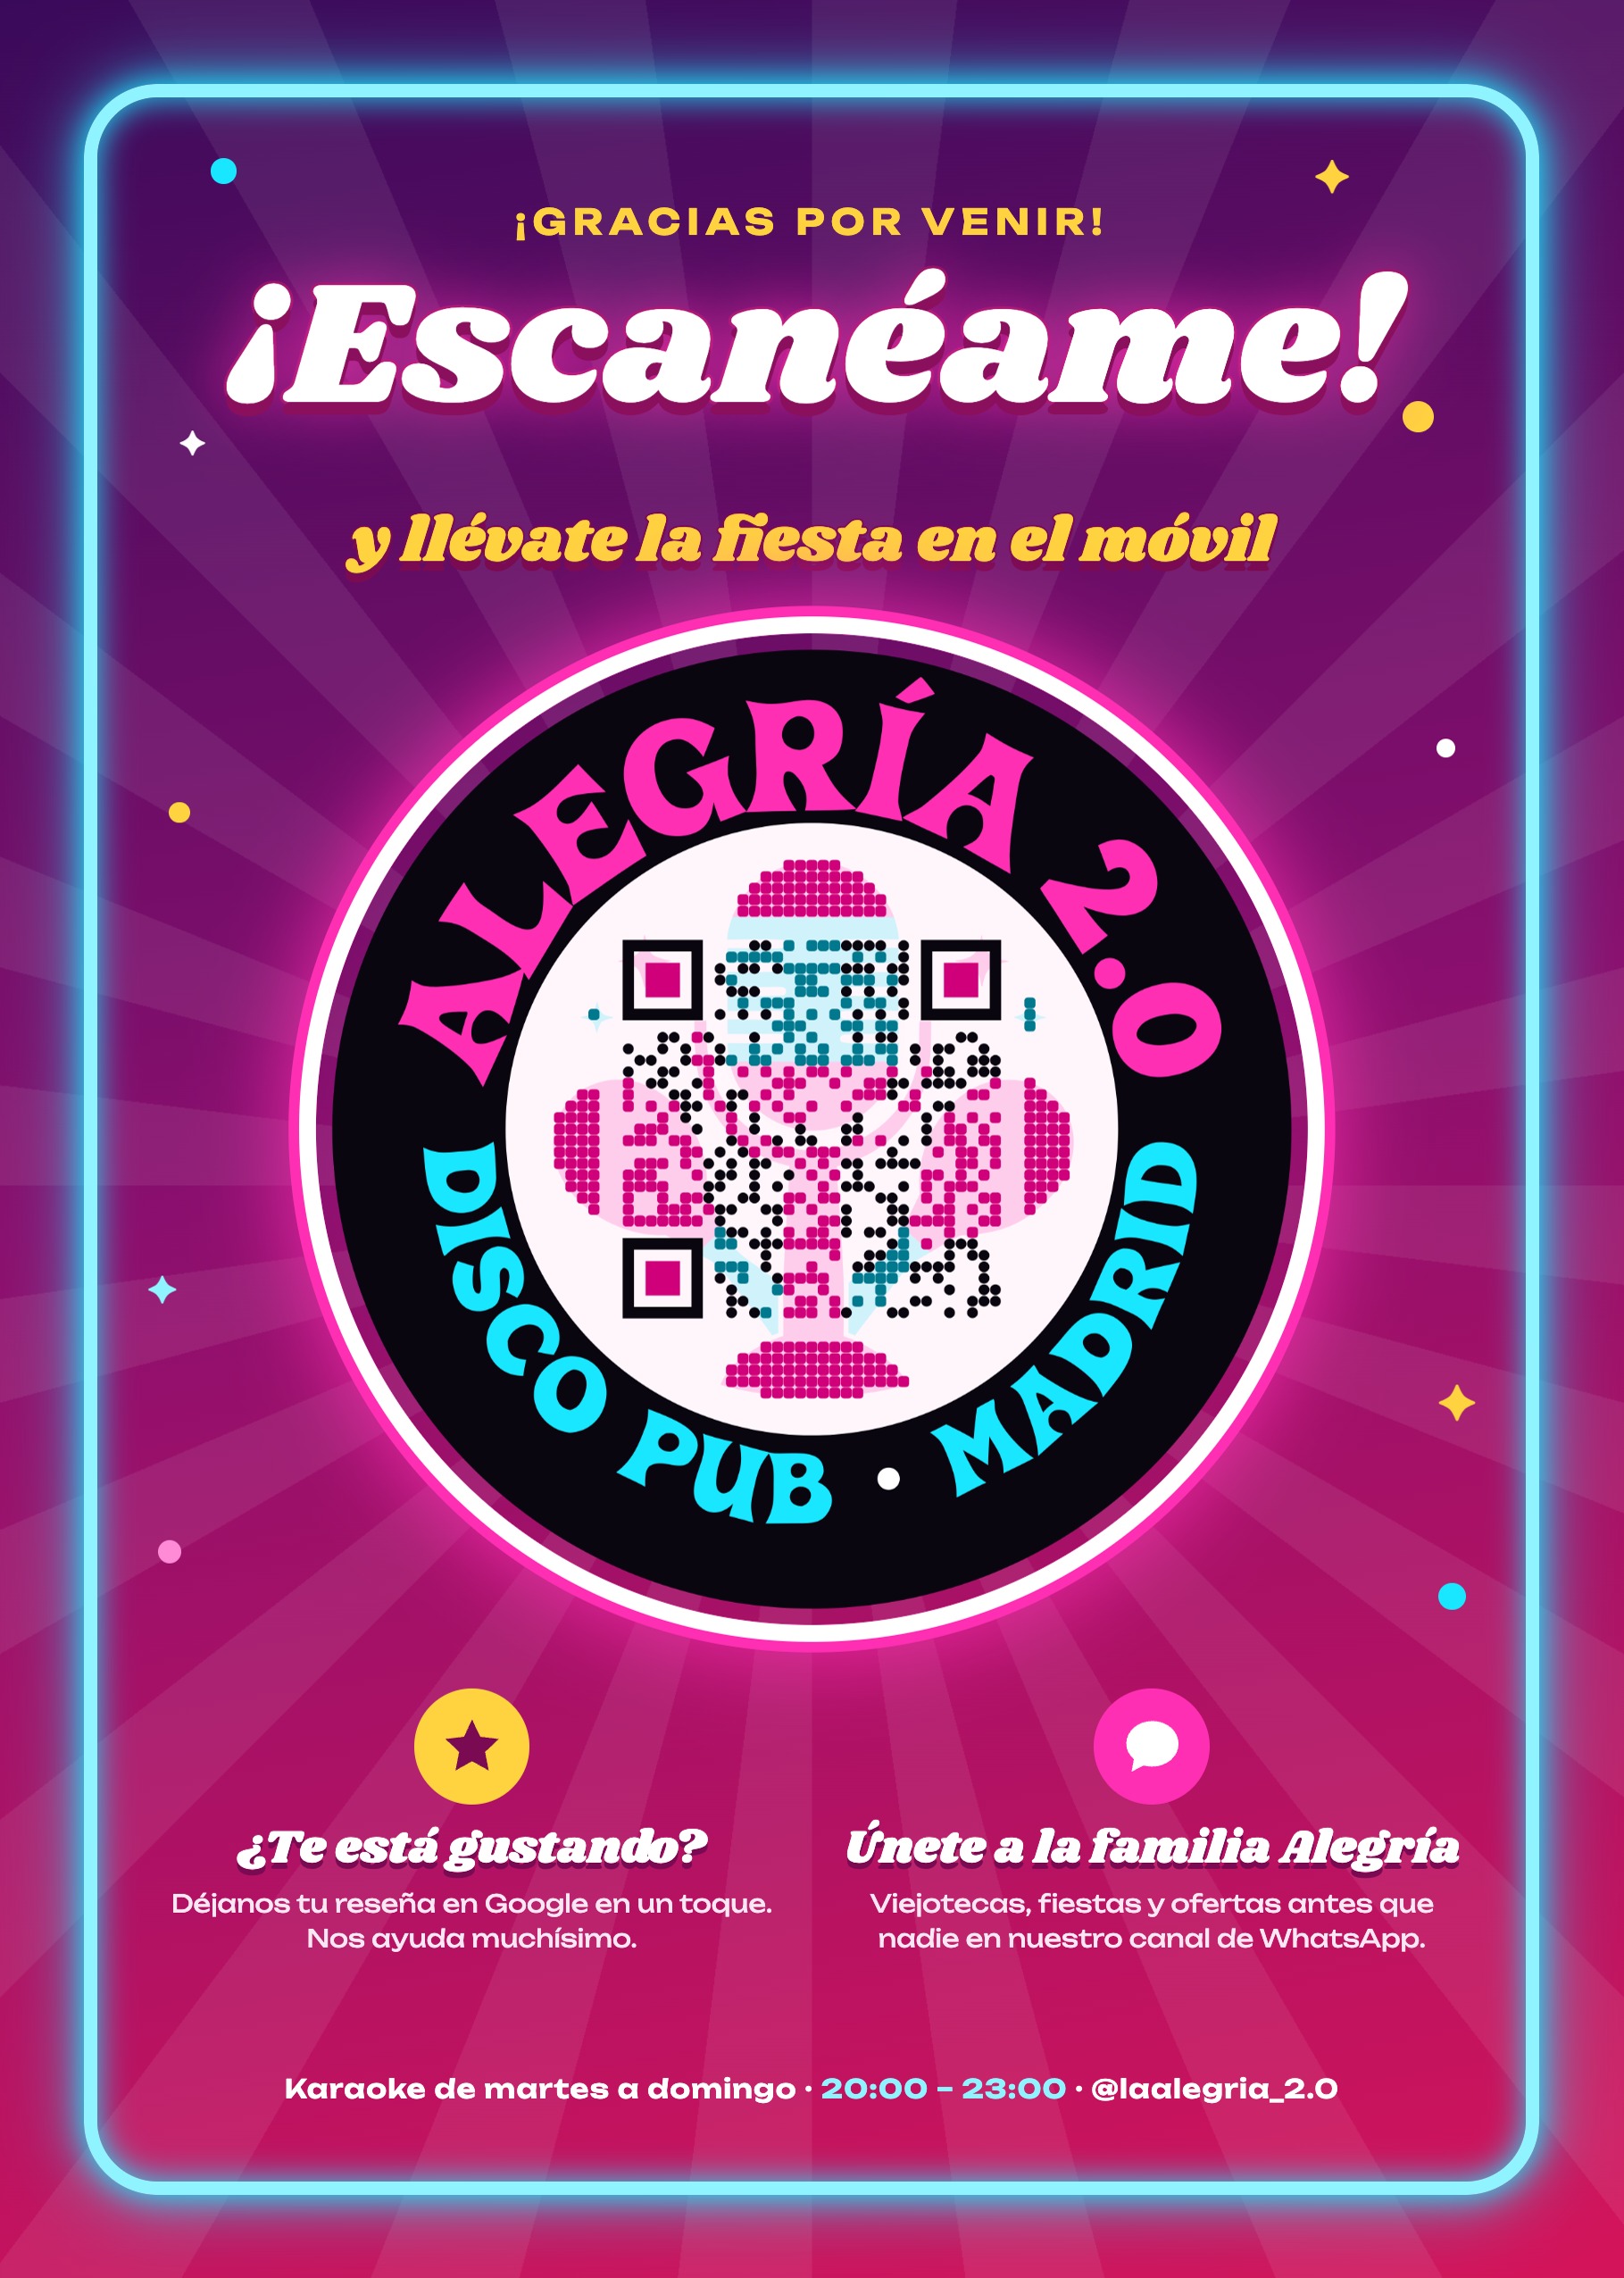 ¡GRACIAS POR VENIR!
¡Escanéame!
y llévate la fiesta en el móvil
ALEGRÍA 2.0
DISCO PUB • MADRID
¿Te está gustando?
Déjanos tu reseña en Google en un toque.
Nos ayuda muchísimo.
Únete a la familia Alegría
Viejotecas, fiestas y ofertas antes que
nadie en nuestro canal de WhatsApp.
Karaoke de martes a domingo · 20:00 – 23:00 · @laalegria_2.0